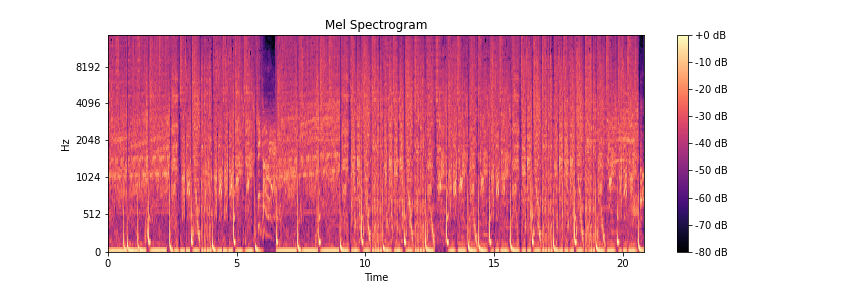 Mel Spectrogram
+0 dB
-10 dB
-20 dB
-30 dB
-40 dB
-50 dB
-60 dB
-70 dB
-80 dB
Hz
8192
4096
2048
1024
512
0
0 5 10 15 20
Time